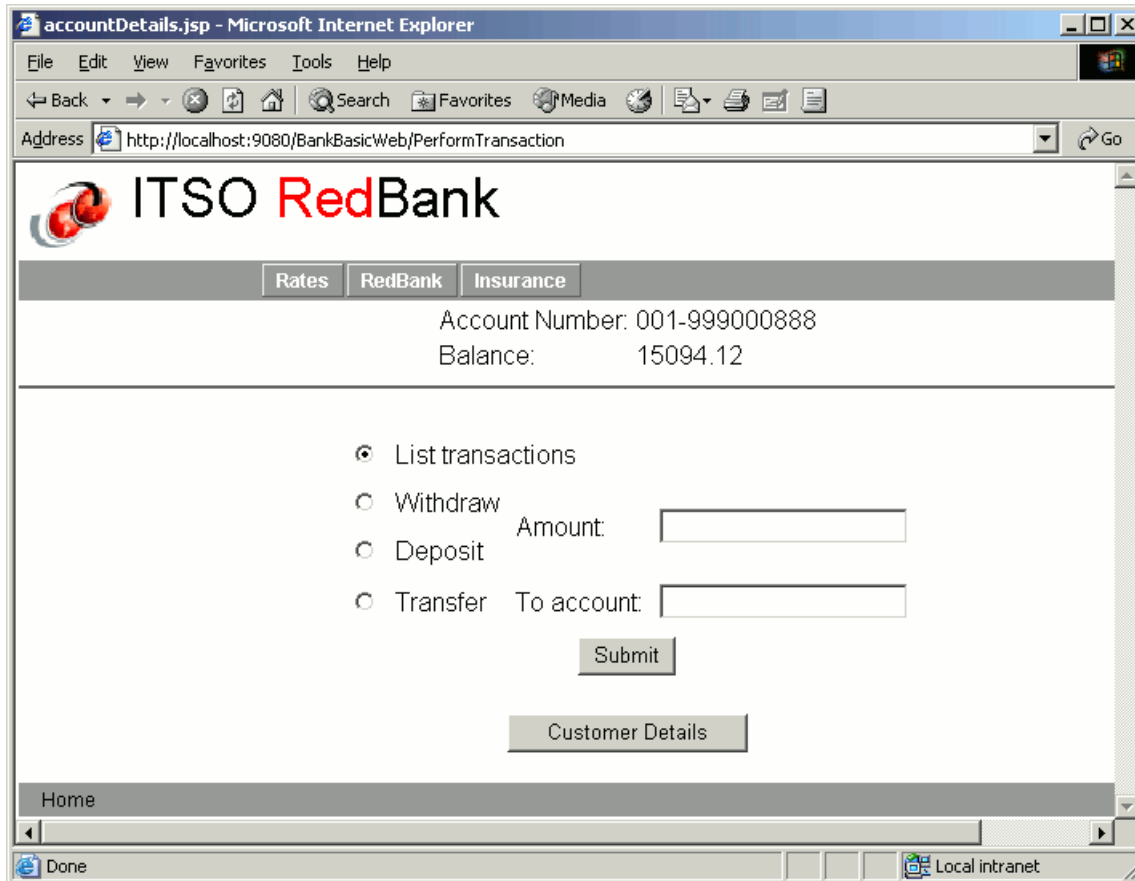 accountDetails.jsp - Microsoft Internet Explorer
File Edit View Favorites Tools Help
Back Search Favorites Media
Address http://localhost:9080/BankBasicWeb/PerformTransaction Go
ITSO RedBank
Rates RedBank Insurance
Account Number: 001-999000888
Balance: 15094.12
List transactions
Withdraw
Amount:
Deposit
Transfer To account:
Submit
Customer Details
Home
Done Local intranet